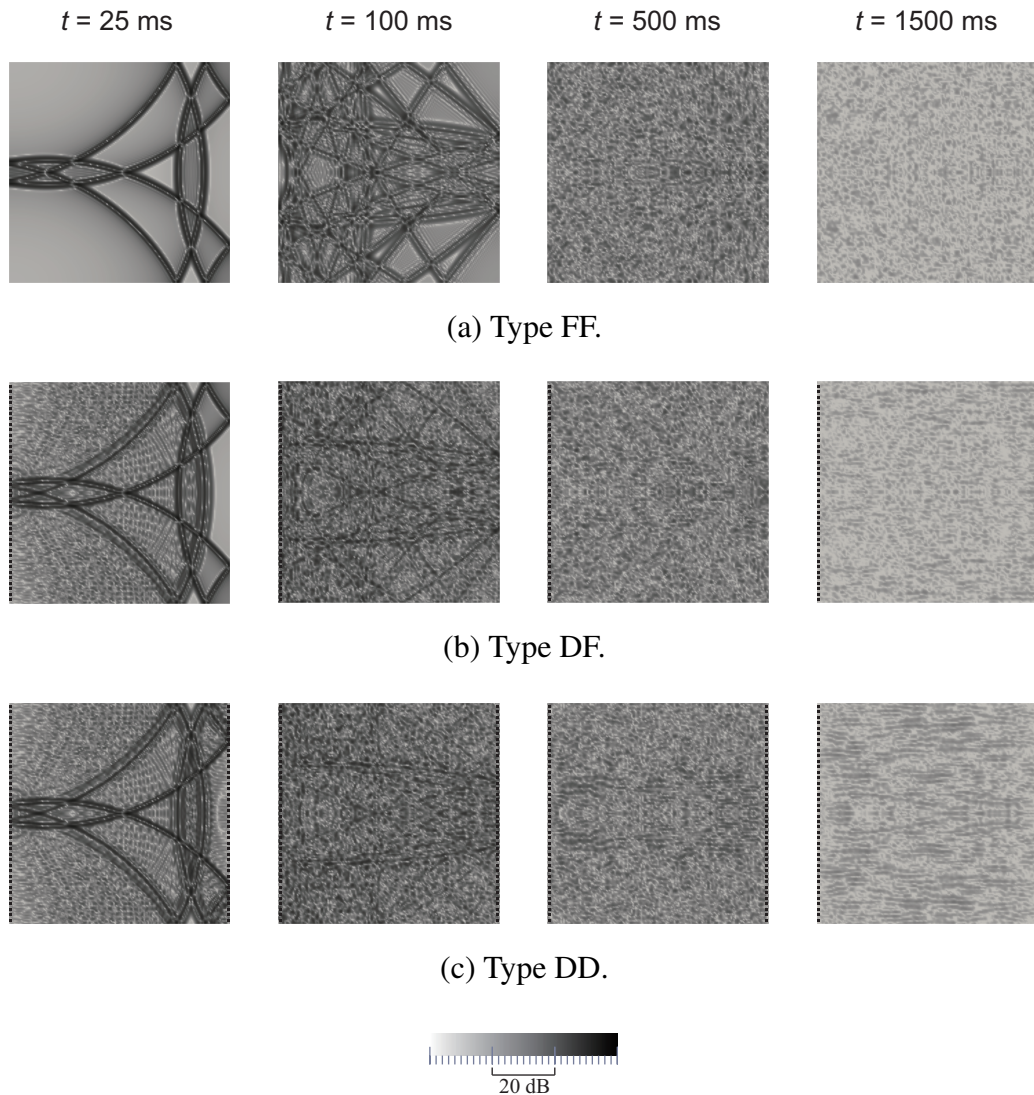 t = 25 ms t = 100 ms t = 500 ms t = 1500 ms
(a) Type FF.
(b) Type DF.
(c) Type DD.
20 dB